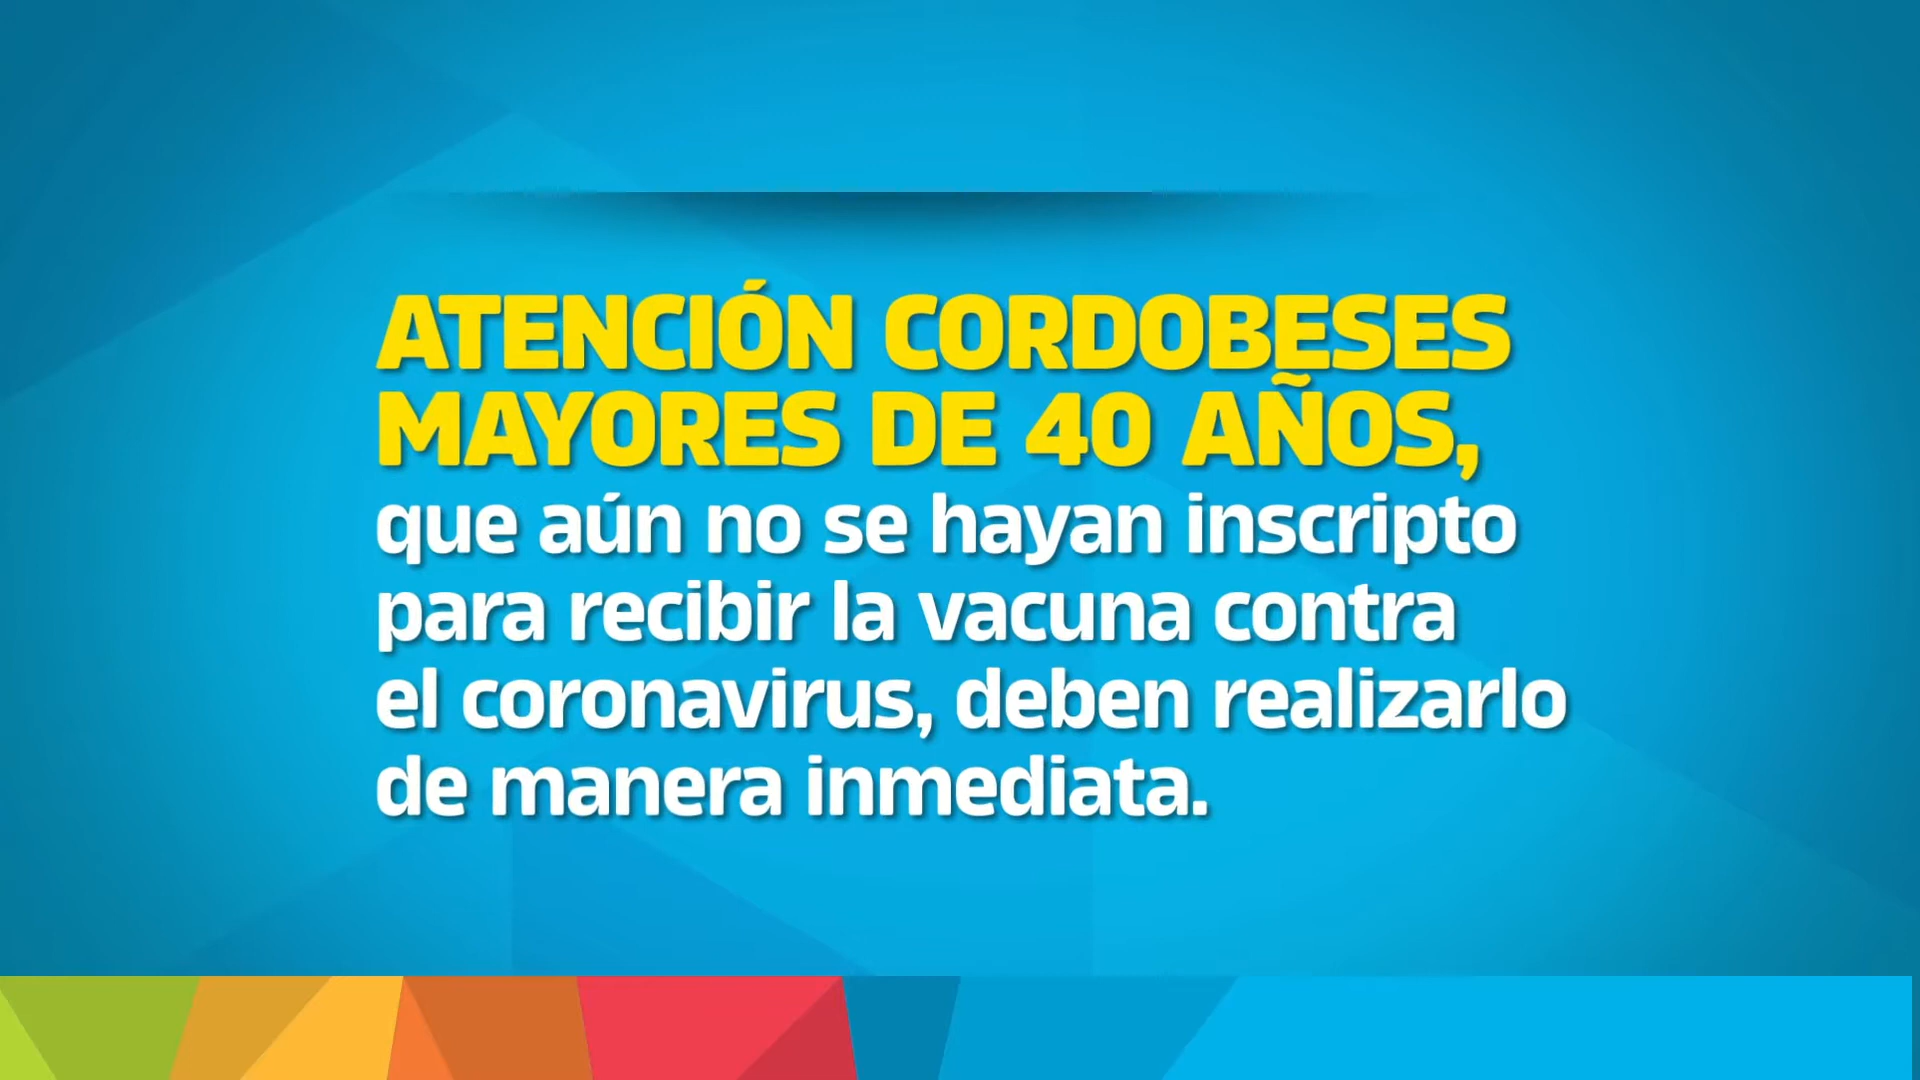 ATENCIÓN CORDOBESES
MAYORES DE 40 AÑOS,
que aún no se hayan inscripto
para recibir la vacuna contra
el coronavirus, deben realizarlo
de manera inmediata.